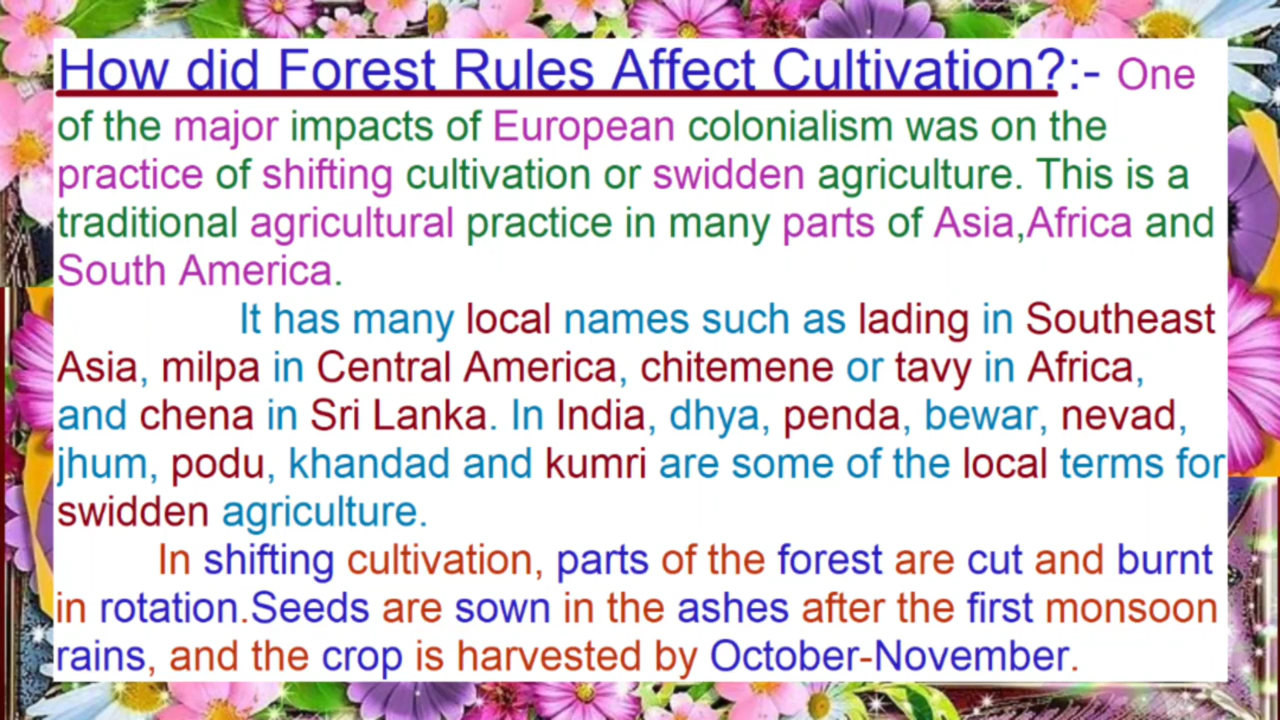 How did Forest Rules Affect Cultivation?:- One
of the major impacts of European colonialism was on the
practice of shifting cultivation or swidden agriculture. This is a
traditional agricultural practice in many parts of Asia,Africa and
South America.
It has many local names such as lading in Southeast
Asia, milpa in Central America, chitemene or tavy in Africa,
and chena in Sri Lanka. In India, dhya, penda, bewar, nevad,
jhum, podu, khandad and kumri are some of the local terms for
swidden agriculture.
In shifting cultivation, parts of the forest are cut and burnt
in rotation.Seeds are sown in the ashes after the first monsoon
rains, and the crop is harvested by October-November.